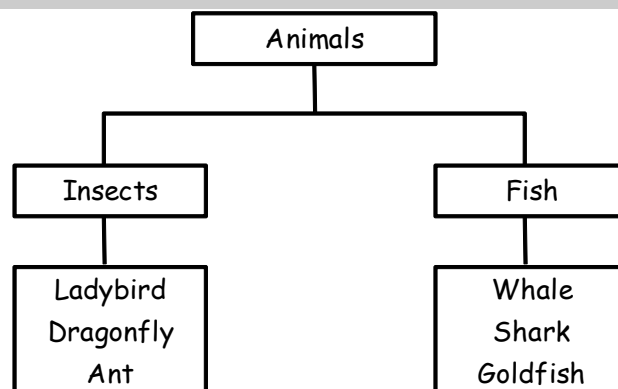 Animals
Insects
Fish
Ladybird
Dragonfly
Ant
Whale
Shark
Goldfish